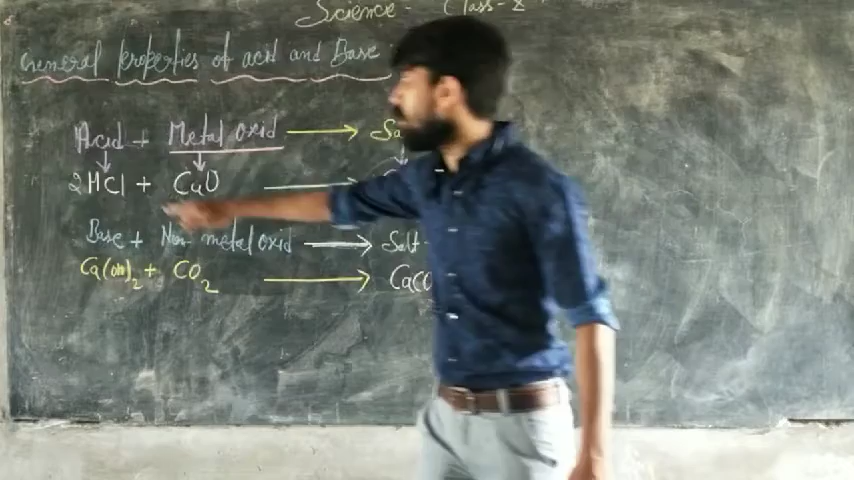 Science - Class-X
General properties of acid and Base
Acid + Metal oxid → Sa
2HCl + CuO →
Base + Non metal oxid → Salt
Ca(OH)₂ + CO₂ → CaCO